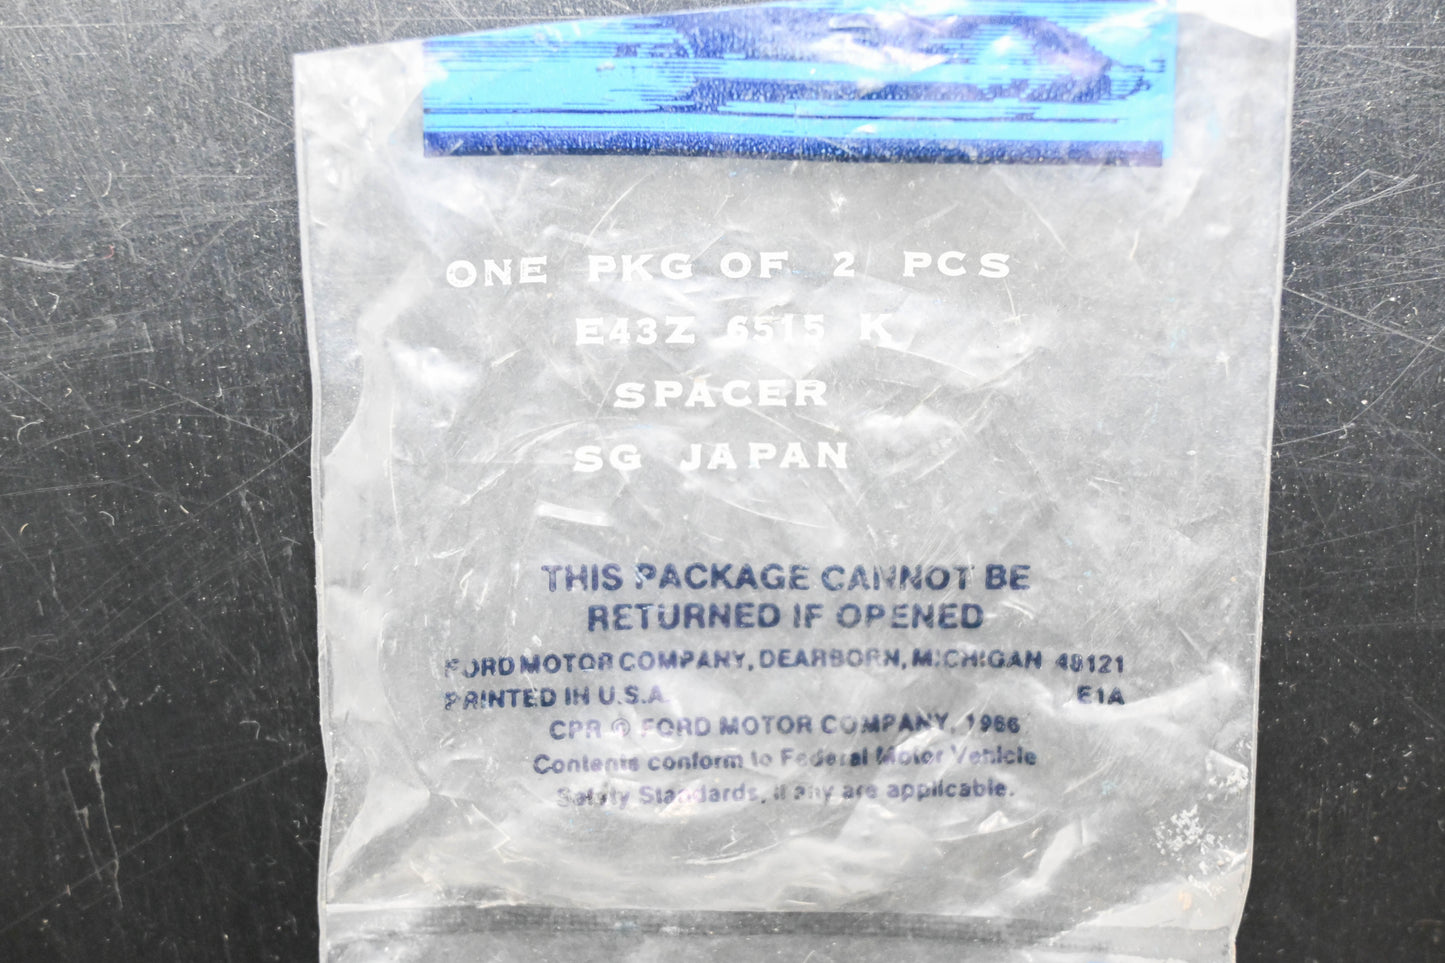 ONE PKG OF 2 PCS
E43Z 6515 K
SPACER
SG JAPAN
THIS PACKAGE CANNOT BE
RETURNED IF OPENED
FORD MOTOR COMPANY, DEARBORN, MICHIGAN 48121
PRINTED IN U.S.A. E1A
CPR © FORD MOTOR COMPANY, 1986
Contents conform to Federal Motor Vehicle
Safety Standards, if any are applicable.